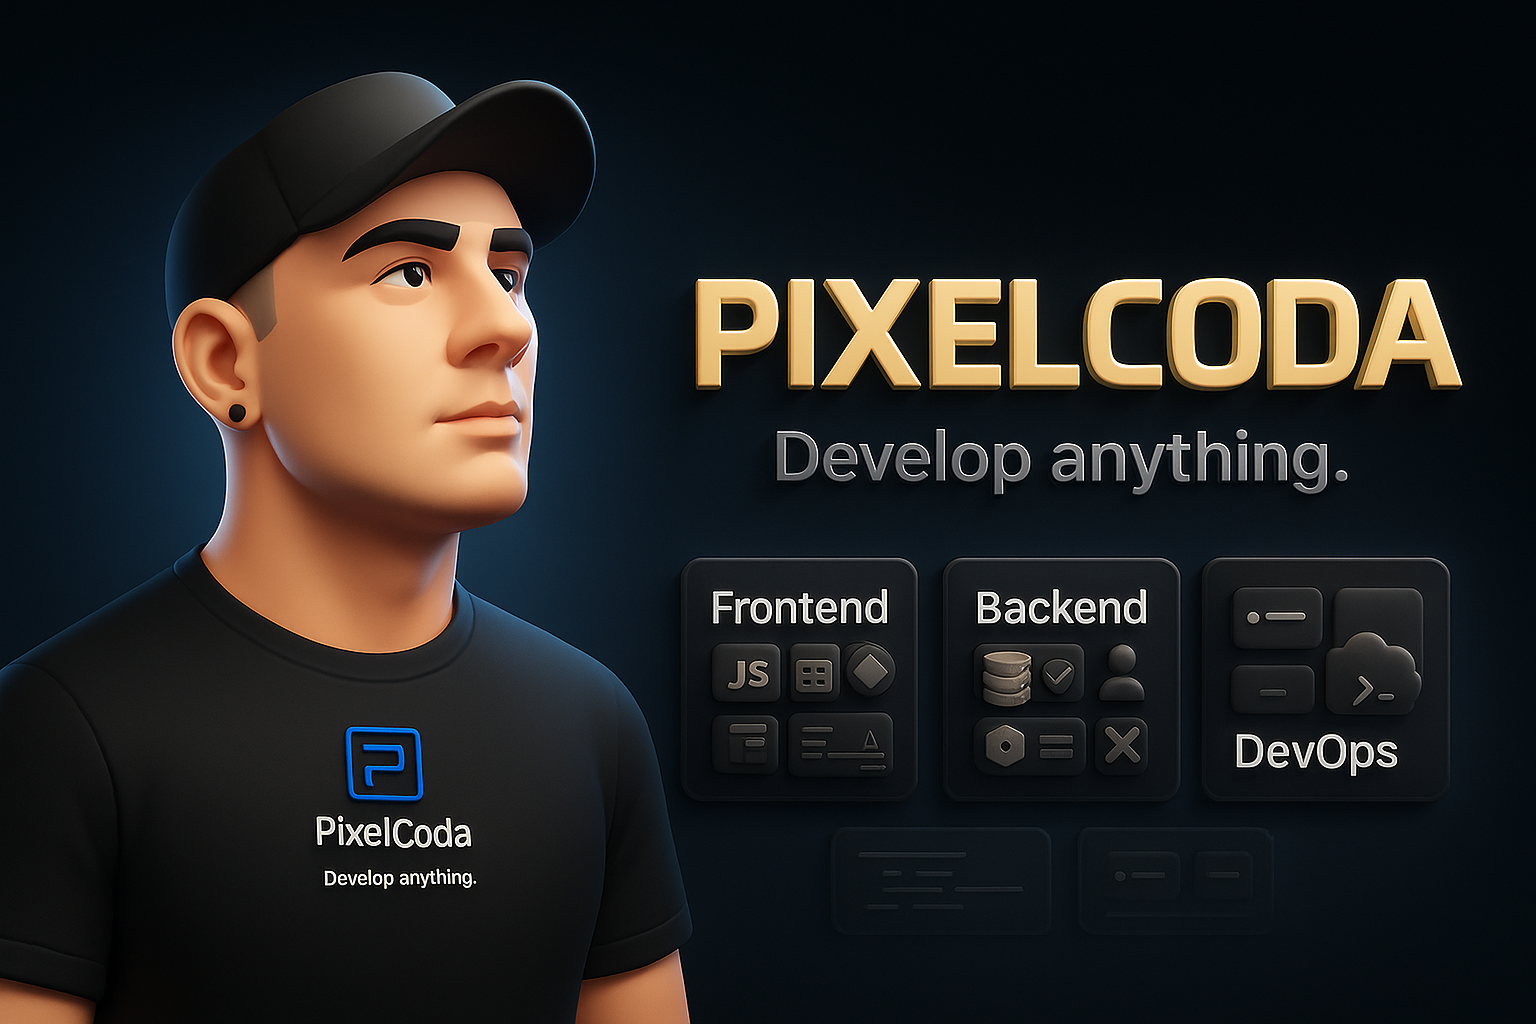 PIXELCODA
Develop anything.
Frontend
JS
A
Backend
DevOps
PixelCoda
Develop anything.